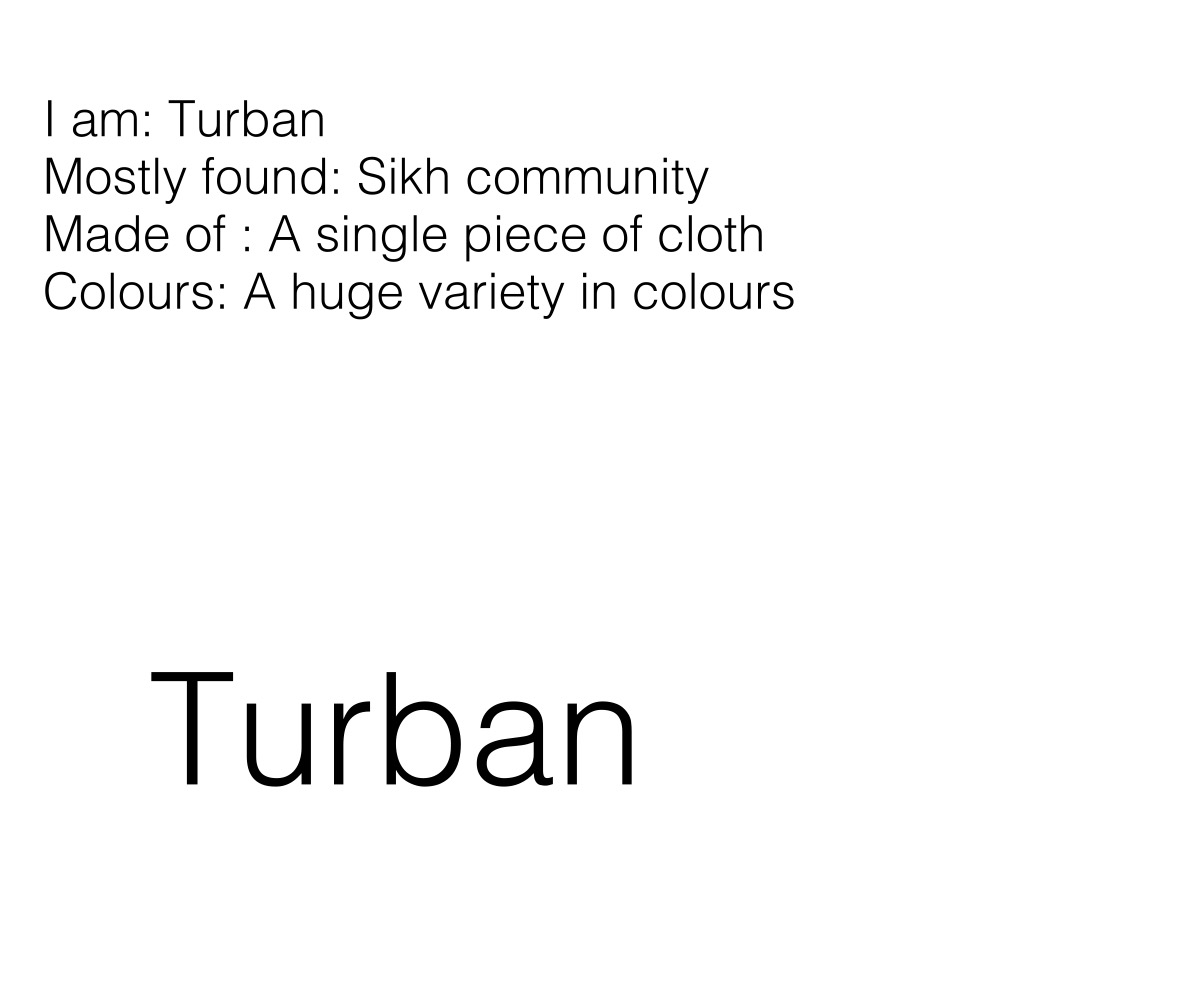 I am: Turban
Mostly found: Sikh community
Made of : A single piece of cloth
Colours: A huge variety in colours
Turban